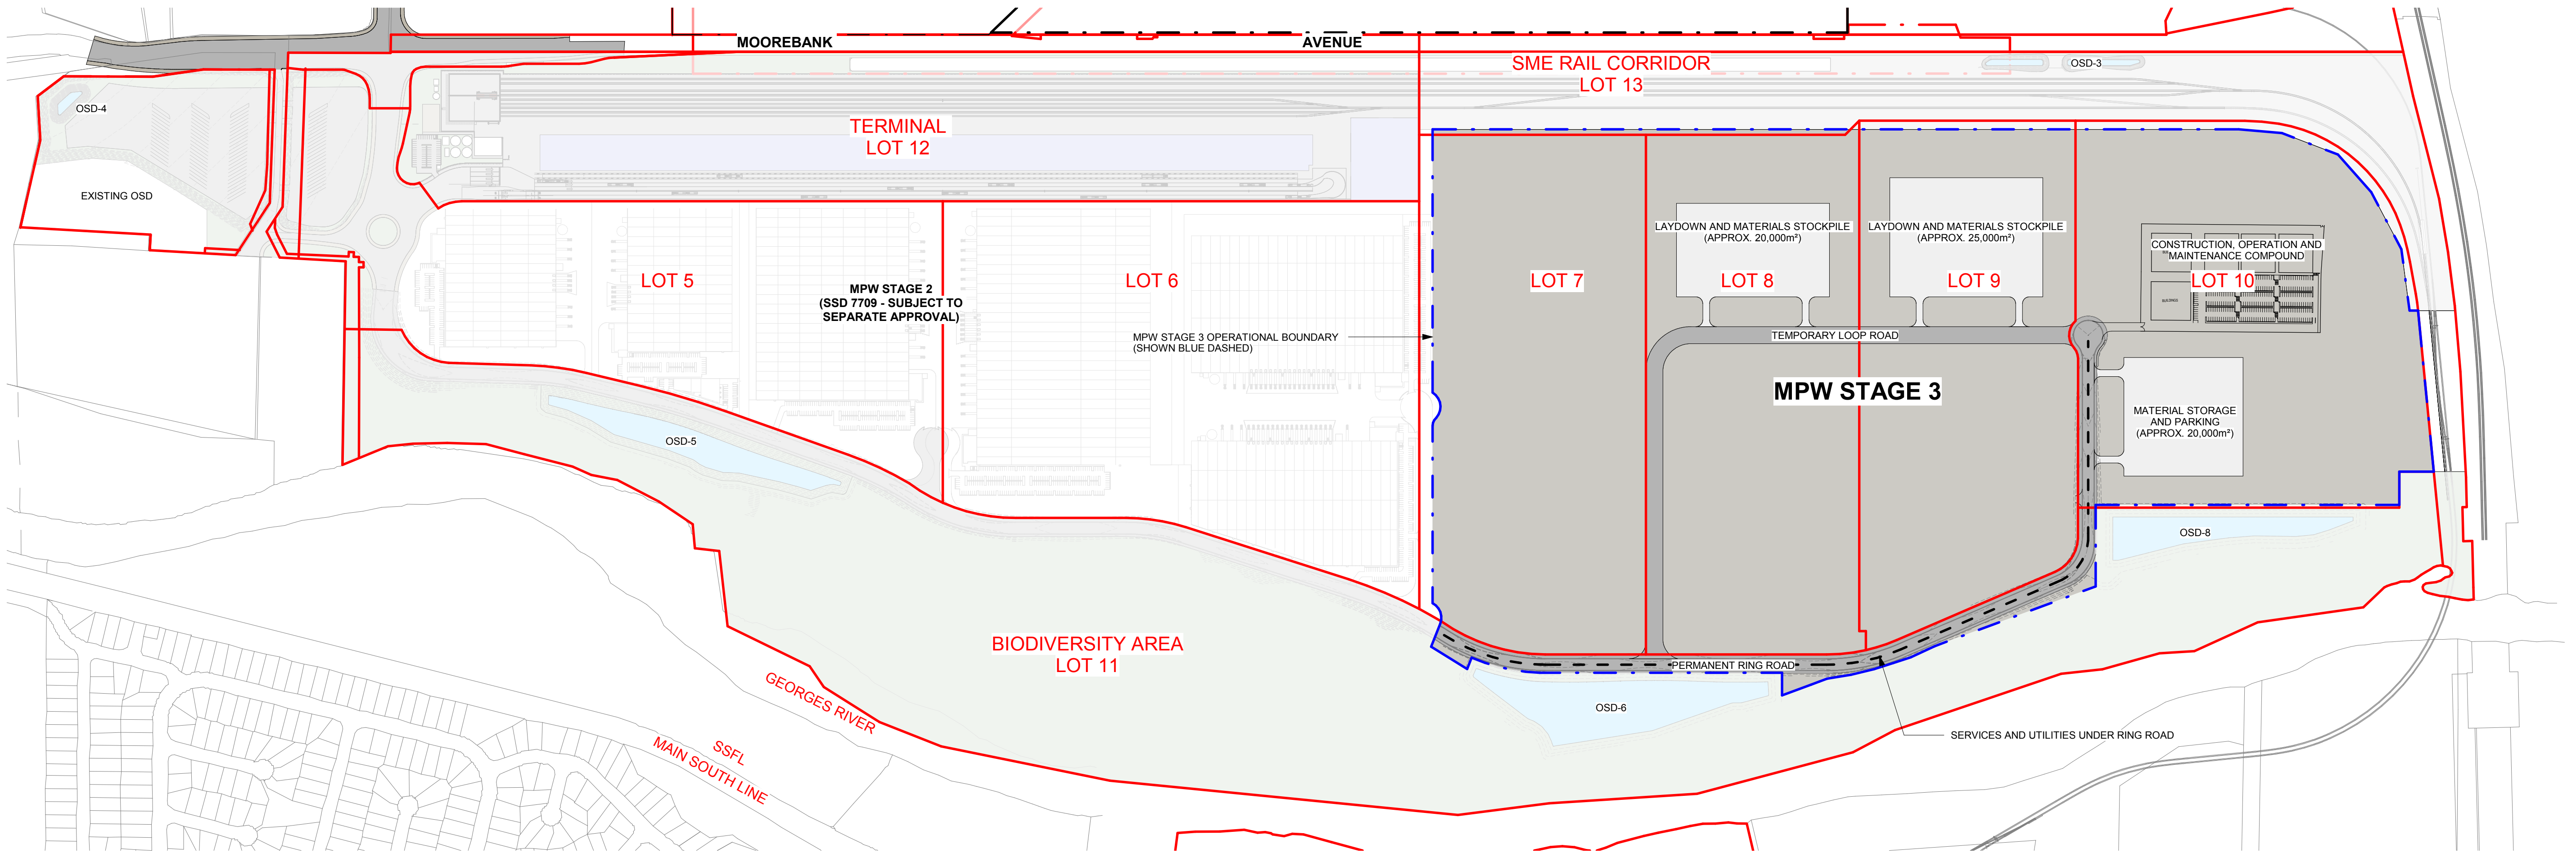 MOOREBANK AVENUE
SME RAIL CORRIDOR
LOT 13
OSD-3
OSD-4
EXISTING OSD
TERMINAL
LOT 12
LOT 5
MPW STAGE 2
(SSD 7709 - SUBJECT TO
SEPARATE APPROVAL)
LOT 6
MPW STAGE 3 OPERATIONAL BOUNDARY
(SHOWN BLUE DASHED)
LOT 7
LAYDOWN AND MATERIALS STOCKPILE
(APPROX. 20,000m²)
LOT 8
LAYDOWN AND MATERIALS STOCKPILE
(APPROX. 25,000m²)
LOT 9
CONSTRUCTION, OPERATION AND
MAINTENANCE COMPOUND
LOT 10
BUILDINGS
TEMPORARY LOOP ROAD
MPW STAGE 3
MATERIAL STORAGE
AND PARKING
(APPROX. 20,000m²)
OSD-5
OSD-8
BIODIVERSITY AREA
LOT 11
PERMANENT RING ROAD
OSD-6
SERVICES AND UTILITIES UNDER RING ROAD
GEORGES RIVER
SSFL
MAIN SOUTH LINE